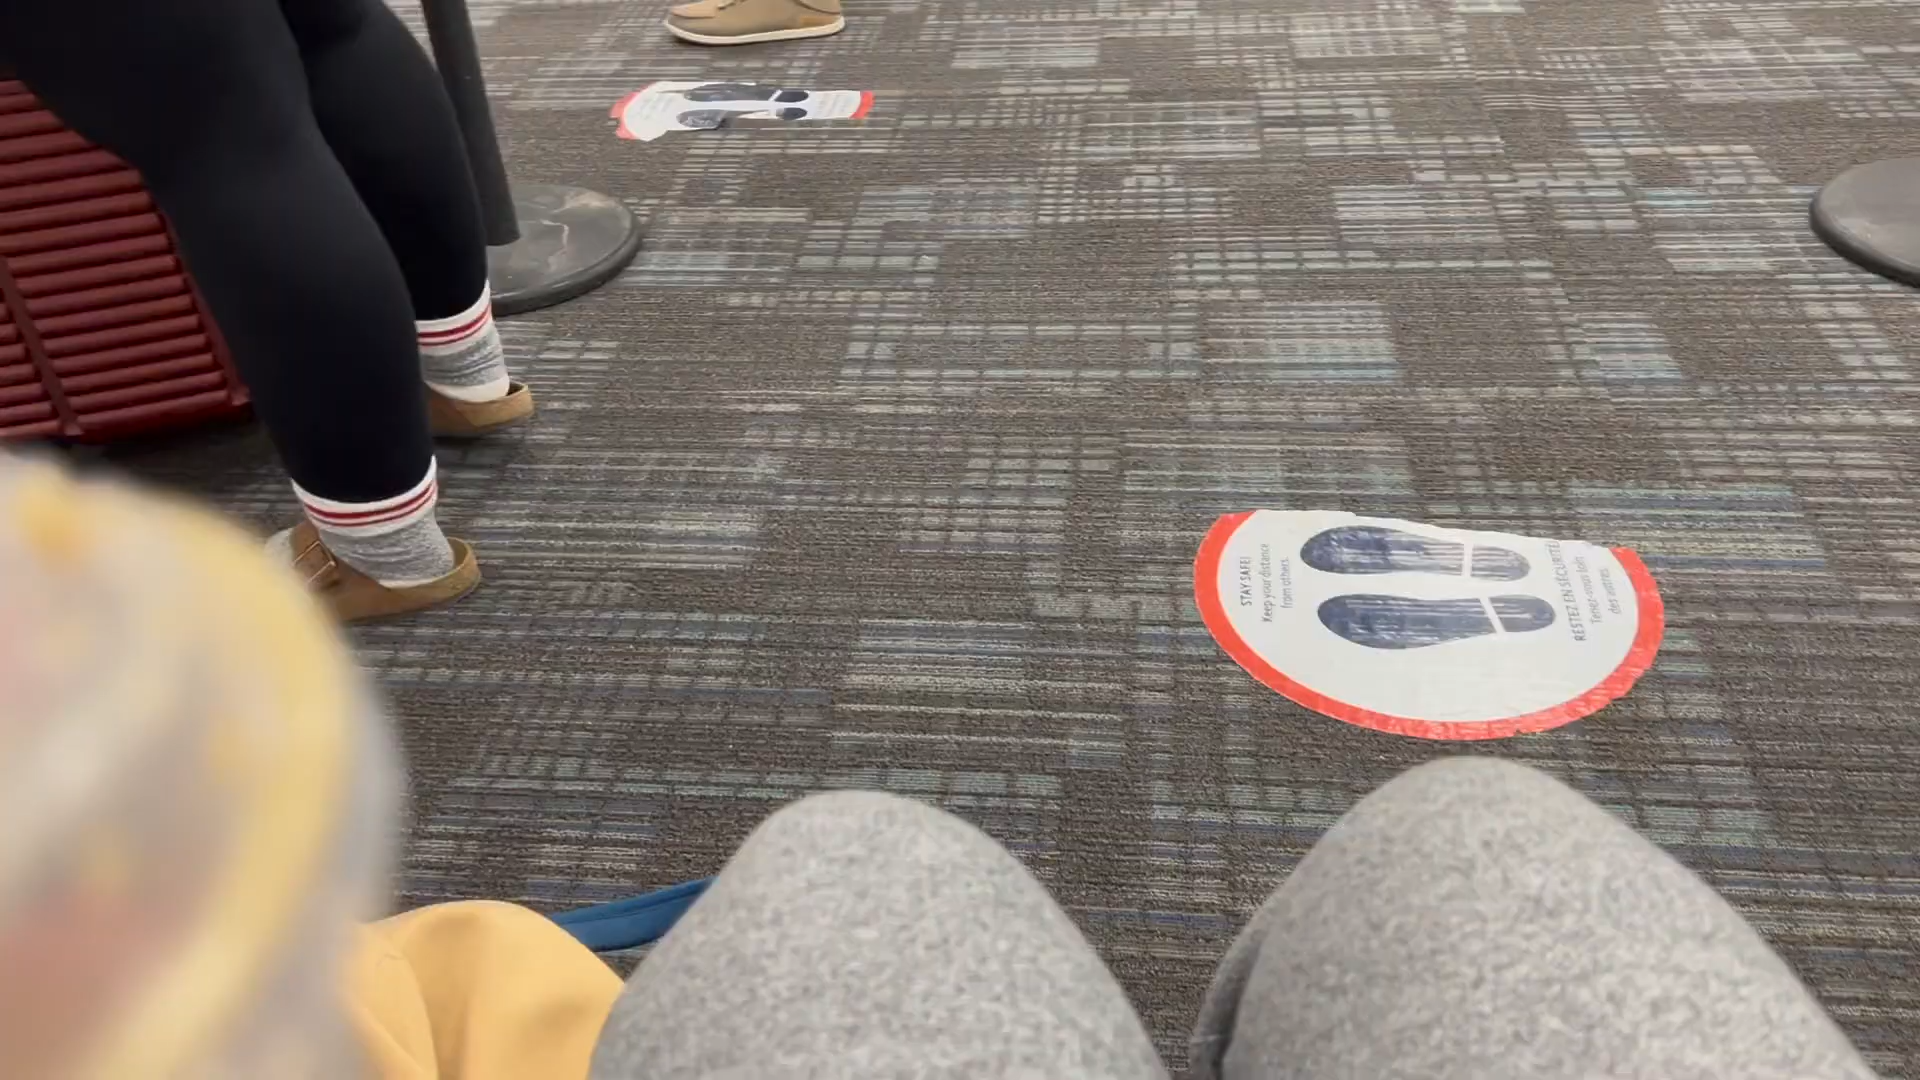 STAY SAFE!
Keep your distance
from others.
RESTEZ EN SÉCURITÉ!
Tenez-vous loin
des autres.